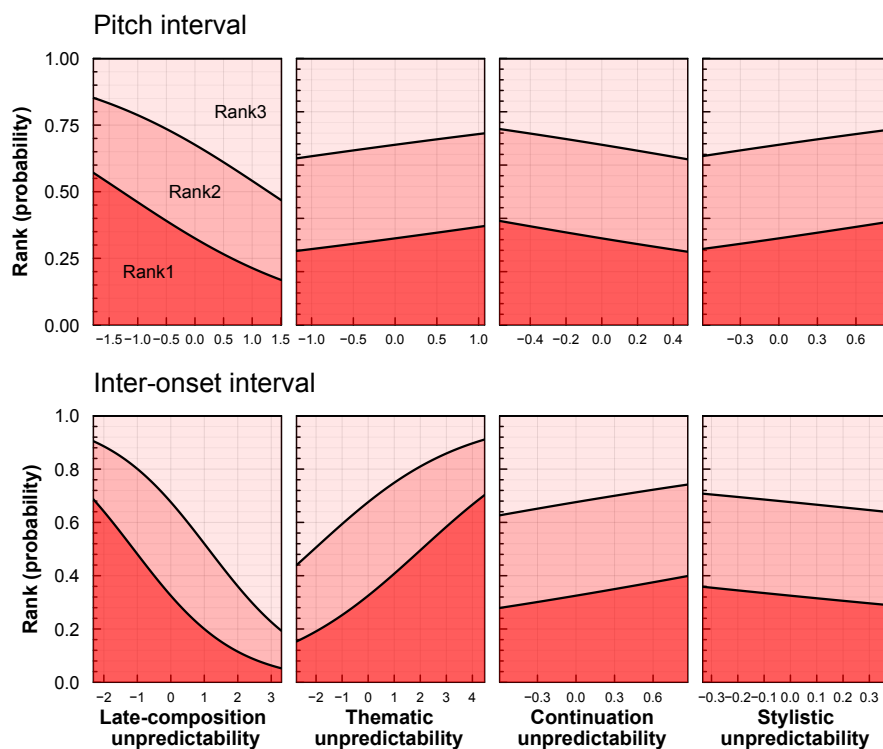 Pitch interval
Rank (probability)
1.00
0.75
0.50
0.25
0.00
Rank3
Rank2
Rank1
−1.5 −1.0 −0.5 0.0 0.5 1.0 1.5
−1.0 −0.5 0.0 0.5 1.0
−0.4 −0.2 0.0 0.2 0.4
−0.3 0.0 0.3 0.6
Inter-onset interval
Rank (probability)
1.0
0.8
0.6
0.4
0.2
0.0
−2 −1 0 1 2 3
−2 −1 0 1 2 3 4
−0.3 0.0 0.3 0.6
−0.3 −0.2 −0.1 0.0 0.1 0.2 0.3
Late-composition
unpredictability
Thematic
unpredictability
Continuation
unpredictability
Stylistic
unpredictability